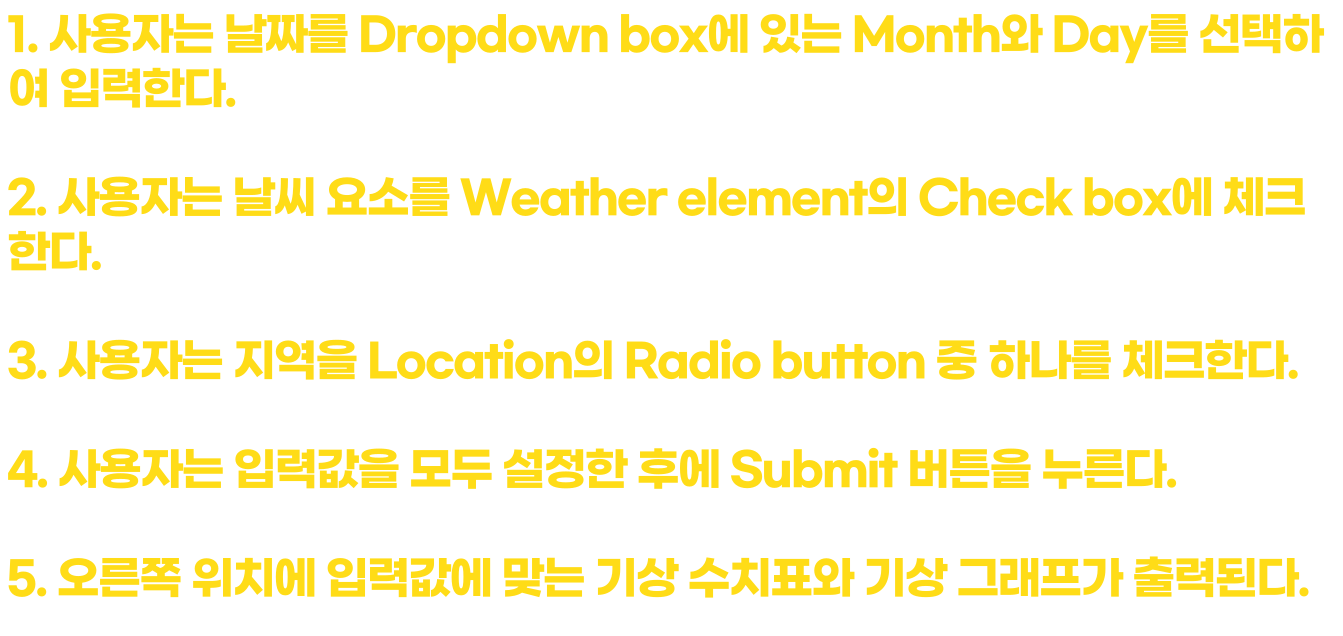 1. 사용자는 날짜를 Dropdown box에 있는 Month와 Day를 선택하
여 입력한다.
2. 사용자는 날씨 요소를 Weather element의 Check box에 체크
한다.
3. 사용자는 지역을 Location의 Radio button 중 하나를 체크한다.
4. 사용자는 입력값을 모두 설정한 후에 Submit 버튼을 누른다.
5. 오른쪽 위치에 입력값에 맞는 기상 수치표와 기상 그래프가 출력된다.